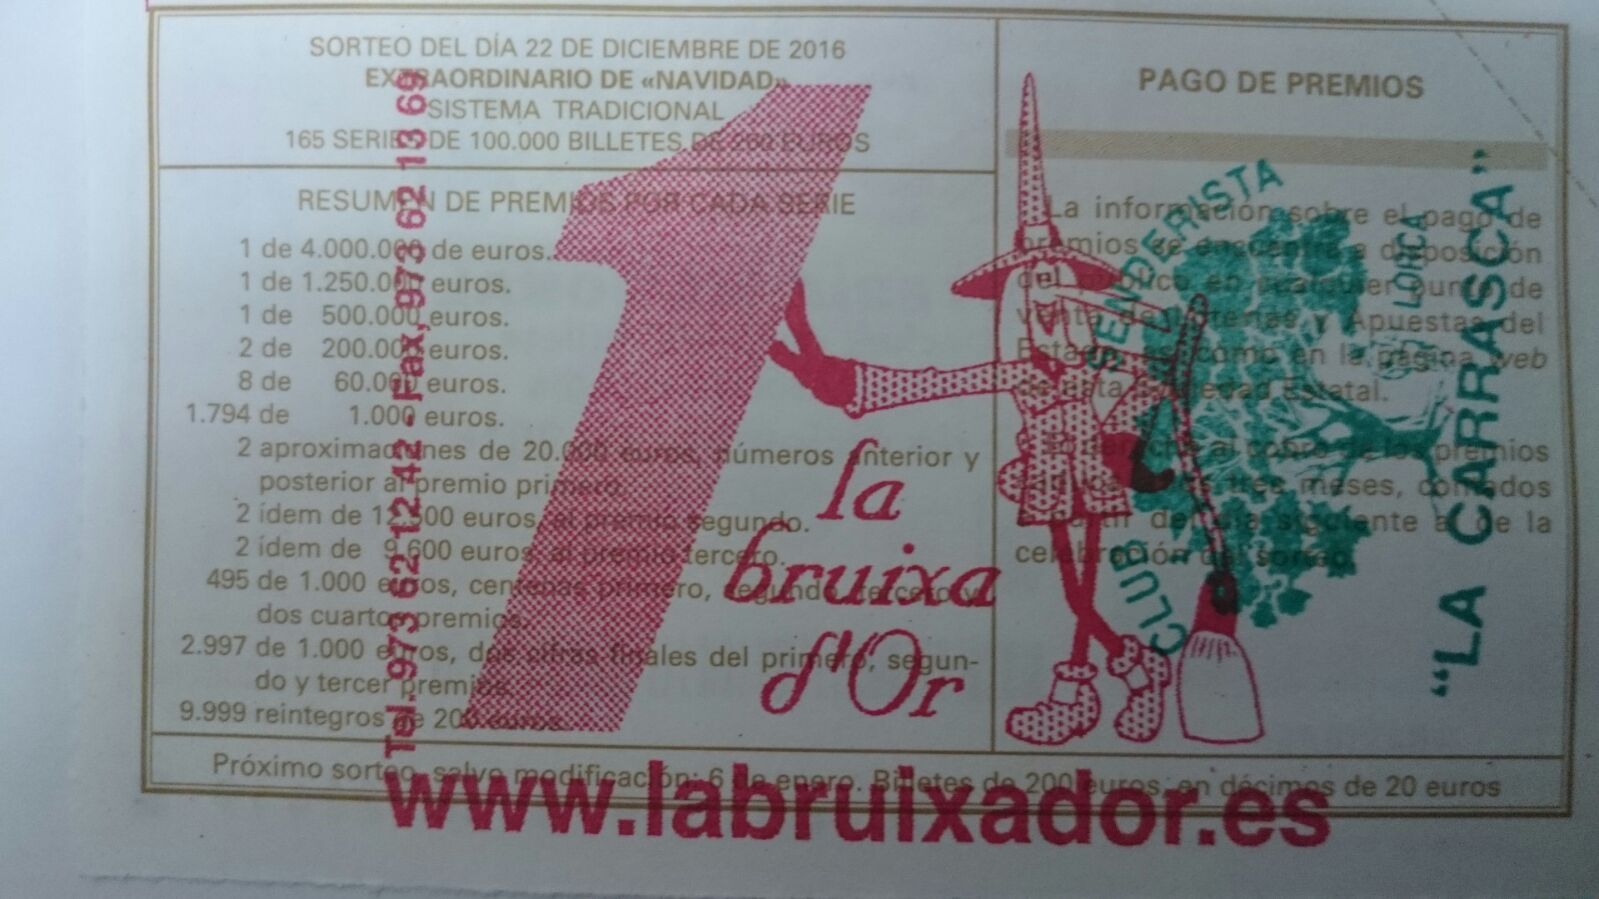 SORTEO DEL DÍA 22 DE DICIEMBRE DE 2016
EXTRAORDINARIO DE «NAVIDAD»
SISTEMA TRADICIONAL
165 SERIES DE 100.000 BILLETES DE 200 EUROS
RESUMEN DE PREMIOS POR CADA SERIE
1 de 4.000.000 de euros.
1 de 1.250.000 euros.
1 de 500.000 euros.
2 de 200.000 euros.
8 de 60.000 euros.
1.794 de 1.000 euros.
2 aproximaciones de 20.000 euros, números anterior y
posterior al premio primero.
2 ídem de 12.500 euros, al premio segundo.
2 ídem de 9.600 euros, al premio tercero.
495 de 1.000 euros, centenas primero, segundo, tercero y
dos cuartos premios.
2.997 de 1.000 euros, dos cifras finales del primero, segun-
do y tercer premios.
9.999 reintegros de 200 euros.
PAGO DE PREMIOS
La información sobre el pago de
premios se encuentra a disposición
del público en cualquier punto de
venta de Loterías y Apuestas del
Estado, así como en la página web
de esta Sociedad Estatal.
El derecho al cobro de los premios
caduca a los tres meses, contados
a partir del día siguiente al de la
celebración del sorteo.
Próximo sorteo, salvo modificación: 6 de enero. Billetes de 200 euros, en décimos de 20 euros
Tel. 973 62 12 42 - Fax. 973 62 13 69
1
la
bruixa
d'Or
www.labruixador.es
CLUB SENDERISTA
LORCA
"LA CARRASCA"